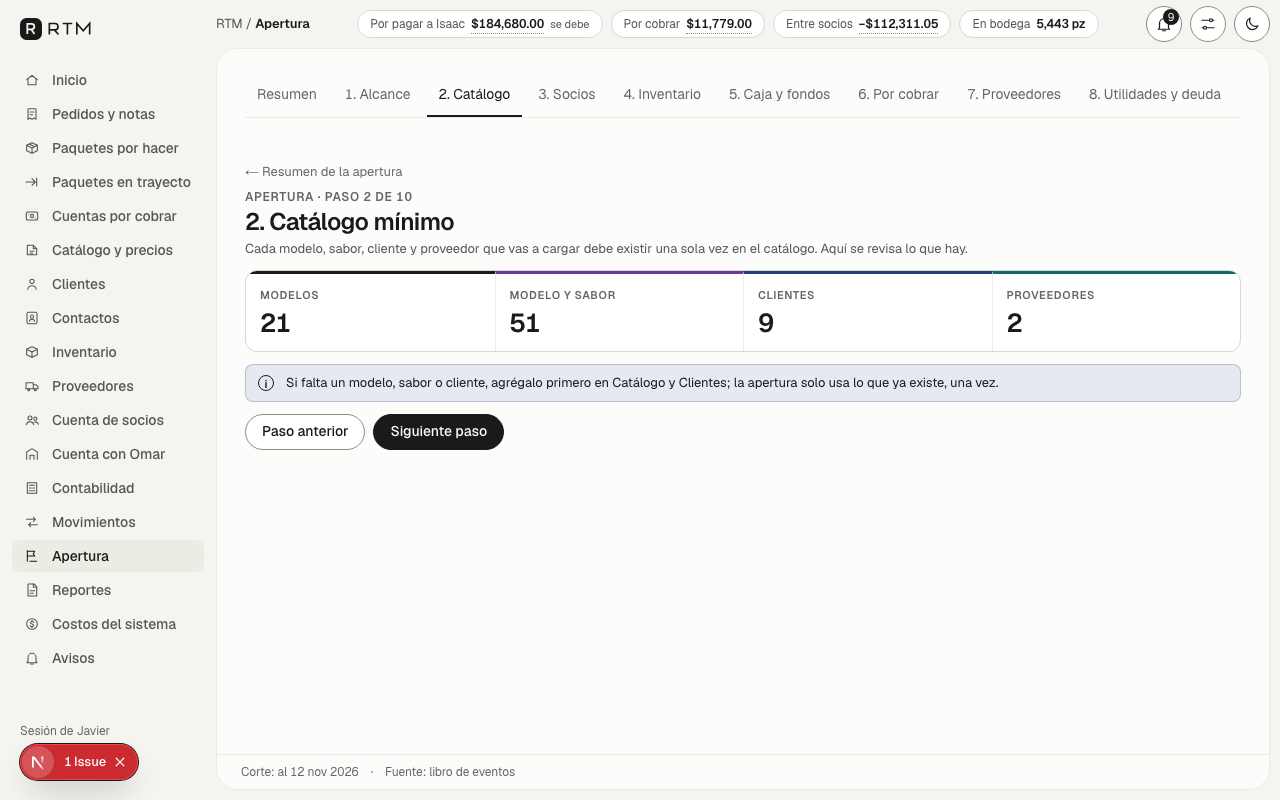 R RTM
RTM / Apertura
Por pagar a Isaac $184,680.00 se debe
Por cobrar $11,779.00
Entre socios −$112,311.05
En bodega 5,443 pz
9
Inicio
Pedidos y notas
Paquetes por hacer
Paquetes en trayecto
Cuentas por cobrar
Catálogo y precios
Clientes
Contactos
Inventario
Proveedores
Cuenta de socios
Cuenta con Omar
Contabilidad
Movimientos
Apertura
Reportes
Costos del sistema
Avisos
Sesión de Javier
N 1 Issue
Resumen
1. Alcance
2. Catálogo
3. Socios
4. Inventario
5. Caja y fondos
6. Por cobrar
7. Proveedores
8. Utilidades y deuda
← Resumen de la apertura
APERTURA · PASO 2 DE 10
2. Catálogo mínimo
Cada modelo, sabor, cliente y proveedor que vas a cargar debe existir una sola vez en el catálogo. Aquí se revisa lo que hay.
MODELOS
21
MODELO Y SABOR
51
CLIENTES
9
PROVEEDORES
2
Si falta un modelo, sabor o cliente, agrégalo primero en Catálogo y Clientes; la apertura solo usa lo que ya existe, una vez.
Paso anterior
Siguiente paso
Corte: al 12 nov 2026 · Fuente: libro de eventos